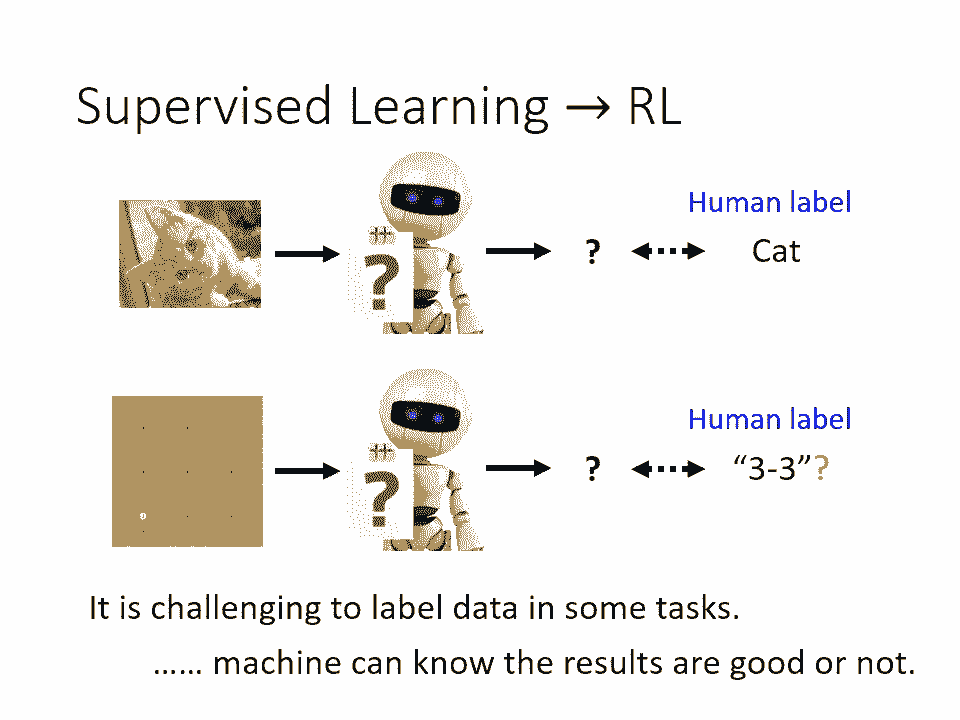 Supervised Learning → RL
Human label
?
?
Cat
Human label
?
?
“3-3”?
It is challenging to label data in some tasks.
…… machine can know the results are good or not.